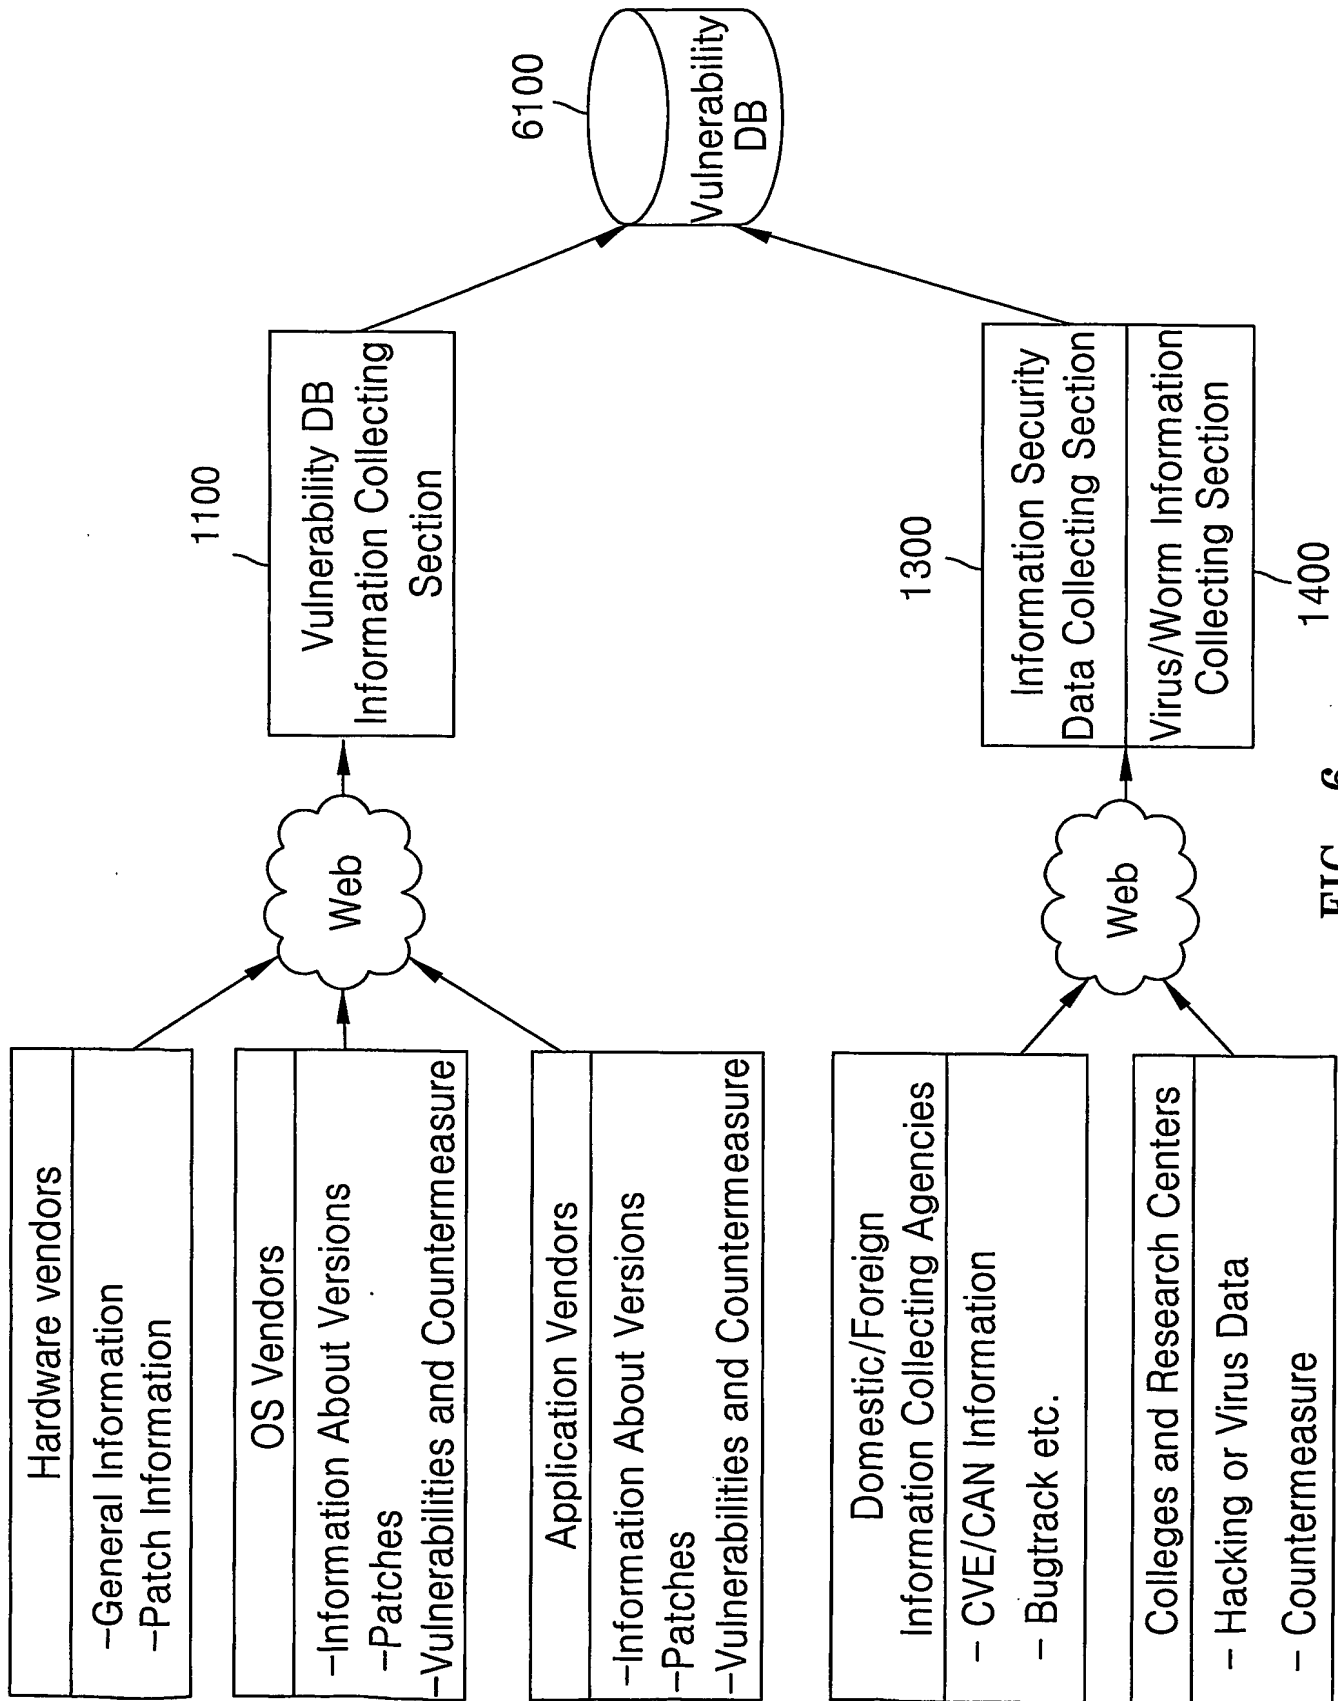 Hardware vendors
–General Information
–Patch Information
OS Vendors
–Information About Versions
–Patches
–Vulnerabilities and Countermeasure
Application Vendors
–Information About Versions
–Patches
–Vulnerabilities and Countermeasure
Domestic/Foreign
Information Collecting Agencies
– CVE/CAN Information
– Bugtrack etc.
Colleges and Research Centers
– Hacking or Virus Data
– Countermeasure
Web
Web
1100
Vulnerability DB
Information Collecting
Section
1300
Information Security
Data Collecting Section
Virus/Worm Information
Collecting Section
1400
6100
Vulnerability
DB
FIG. 6